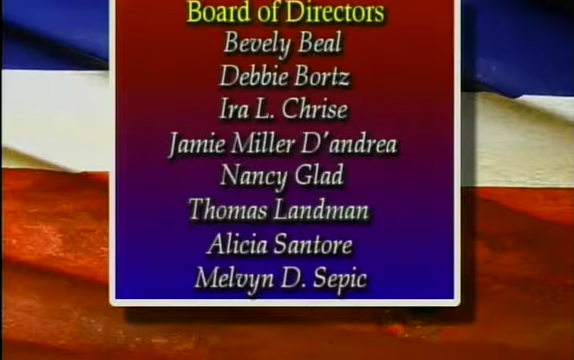 Board of Directors
Bevely Beal
Debbie Bortz
Ira L. Chrise
Jamie Miller D'andrea
Nancy Glad
Thomas Landman
Alicia Santore
Melvyn D. Sepic